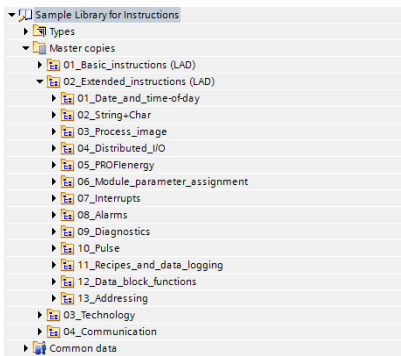 Sample Library for Instructions
Types
Master copies
01_Basic_instructions (LAD)
02_Extended_instructions (LAD)
01_Date_and_time-of-day
02_String+Char
03_Process_image
04_Distributed_I/O
05_PROFIenergy
06_Module_parameter_assignment
07_Interrupts
08_Alarms
09_Diagnostics
10_Pulse
11_Recipes_and_data_logging
12_Data_block_functions
13_Addressing
03_Technology
04_Communication
Common data